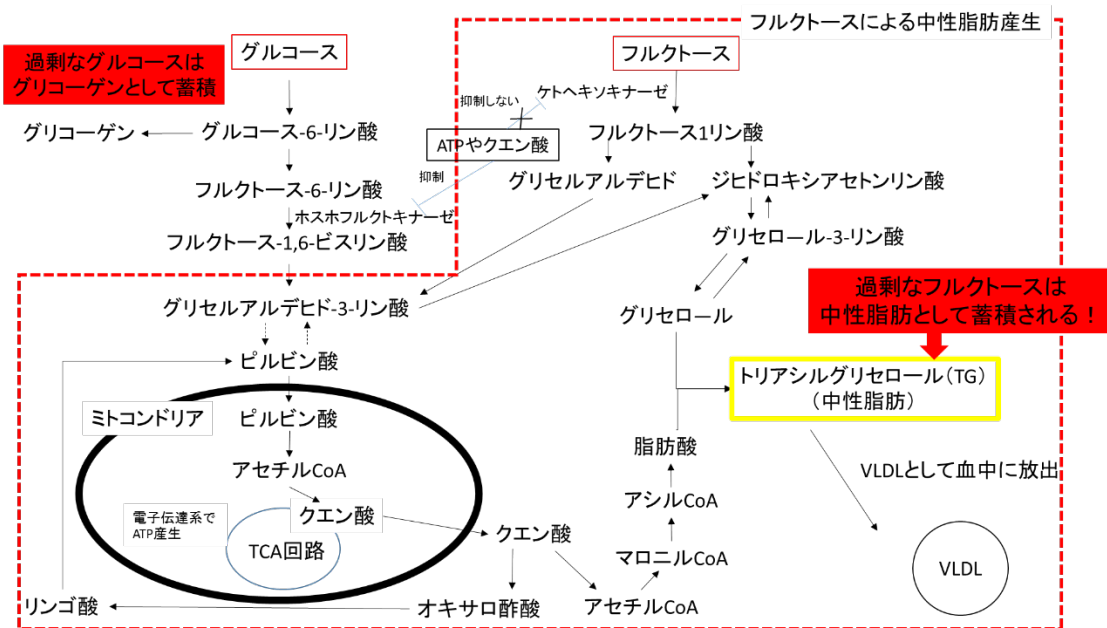 フルクトースによる中性脂肪産生
過剰なグルコースは
グリコーゲンとして蓄積
グルコース
フルクトース
ケトヘキソキナーゼ
抑制しない
グリコーゲン
グルコース-6-リン酸
ATPやクエン酸
フルクトース1リン酸
抑制
グリセルアルデヒド
ジヒドロキシアセトンリン酸
フルクトース-6-リン酸
ホスホフルクトキナーゼ
フルクトース-1,6-ビスリン酸
グリセロール-3-リン酸
グリセルアルデヒド-3-リン酸
グリセロール
過剰なフルクトースは
中性脂肪として蓄積される！
ピルビン酸
トリアシルグリセロール（TG）
（中性脂肪）
ミトコンドリア
ピルビン酸
脂肪酸
アセチルCoA
VLDLとして血中に放出
アシルCoA
電子伝達系で
ATP産生
クエン酸
クエン酸
TCA回路
マロニルCoA
VLDL
リンゴ酸
オキサロ酢酸
アセチルCoA